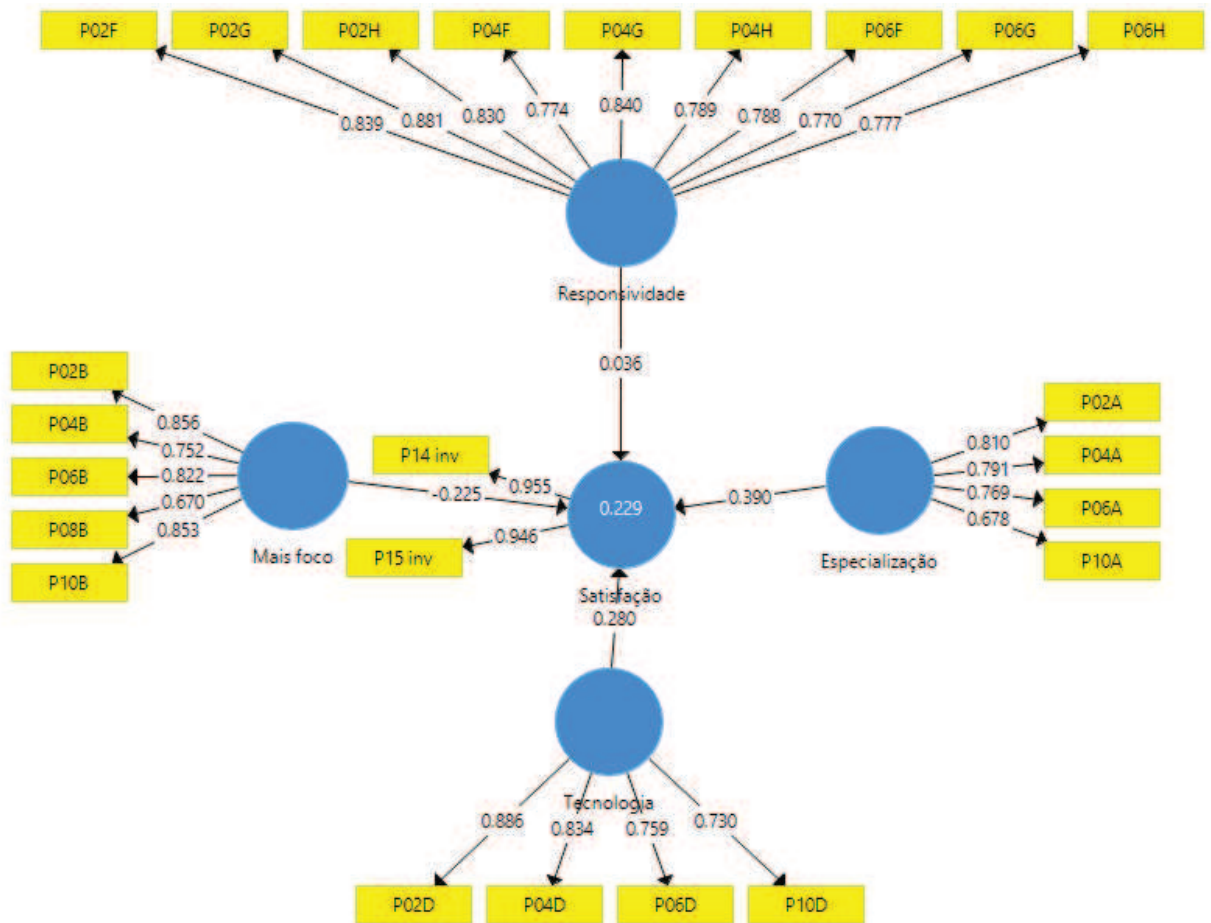 P02F P02G P02H P04F P04G P04H P06F P06G P06H
0.839 0.881 0.830 0.774 0.840 0.789 0.788 0.770 0.777
Responsividade
0.036
P02B
P04B
P06B
P08B
P10B
0.856
0.752
0.822
0.670
0.853
Mais foco
-0.225
P14 inv
0.955
P15 inv
0.946
0.229
Satisfação
0.390
Especialização
0.810
0.791
0.769
0.678
P02A
P04A
P06A
P10A
0.280
Tecnologia
0.886 0.834 0.759 0.730
P02D P04D P06D P10D